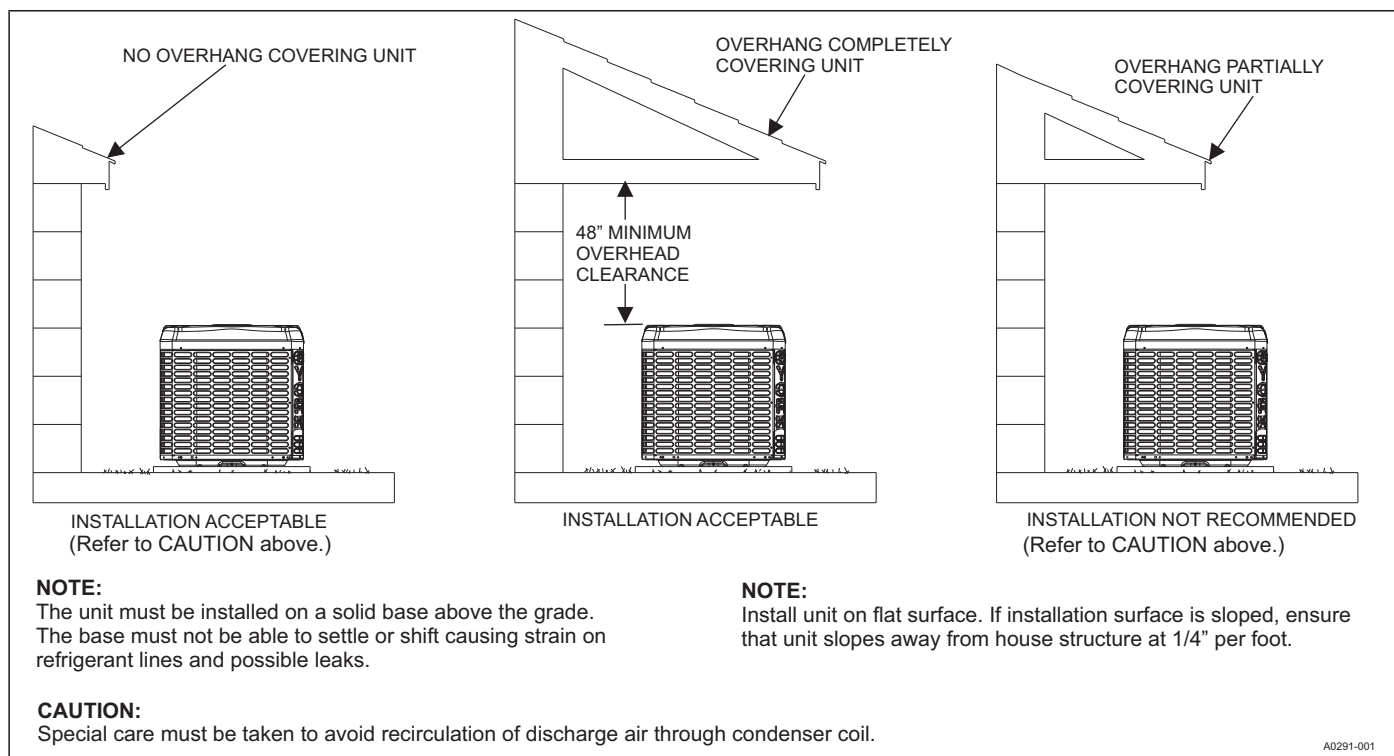 NO OVERHANG COVERING UNIT
OVERHANG COMPLETELY
COVERING UNIT
OVERHANG PARTIALLY
COVERING UNIT
48” MINIMUM
OVERHEAD
CLEARANCE
INSTALLATION ACCEPTABLE
(Refer to CAUTION above.)
INSTALLATION ACCEPTABLE
INSTALLATION NOT RECOMMENDED
(Refer to CAUTION above.)
NOTE:
The unit must be installed on a solid base above the grade.
The base must not be able to settle or shift causing strain on
refrigerant lines and possible leaks.
NOTE:
Install unit on flat surface. If installation surface is sloped, ensure
that unit slopes away from house structure at 1/4” per foot.
CAUTION:
Special care must be taken to avoid recirculation of discharge air through condenser coil.
A0291-001